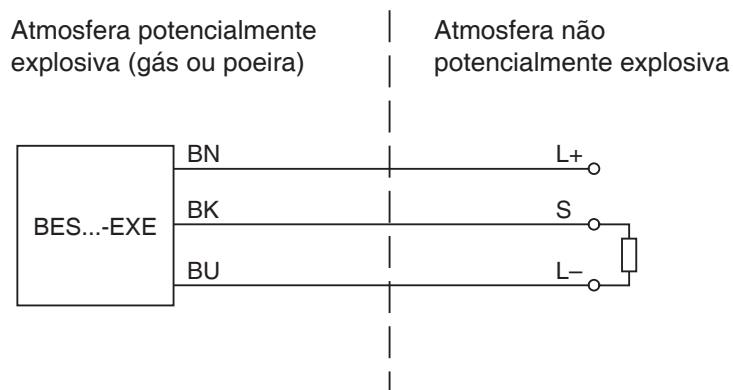 Atmosfera potencialmente
explosiva (gás ou poeira)
Atmosfera não
potencialmente explosiva
BN
L+
BES...-EXE
BK
S
BU
L–